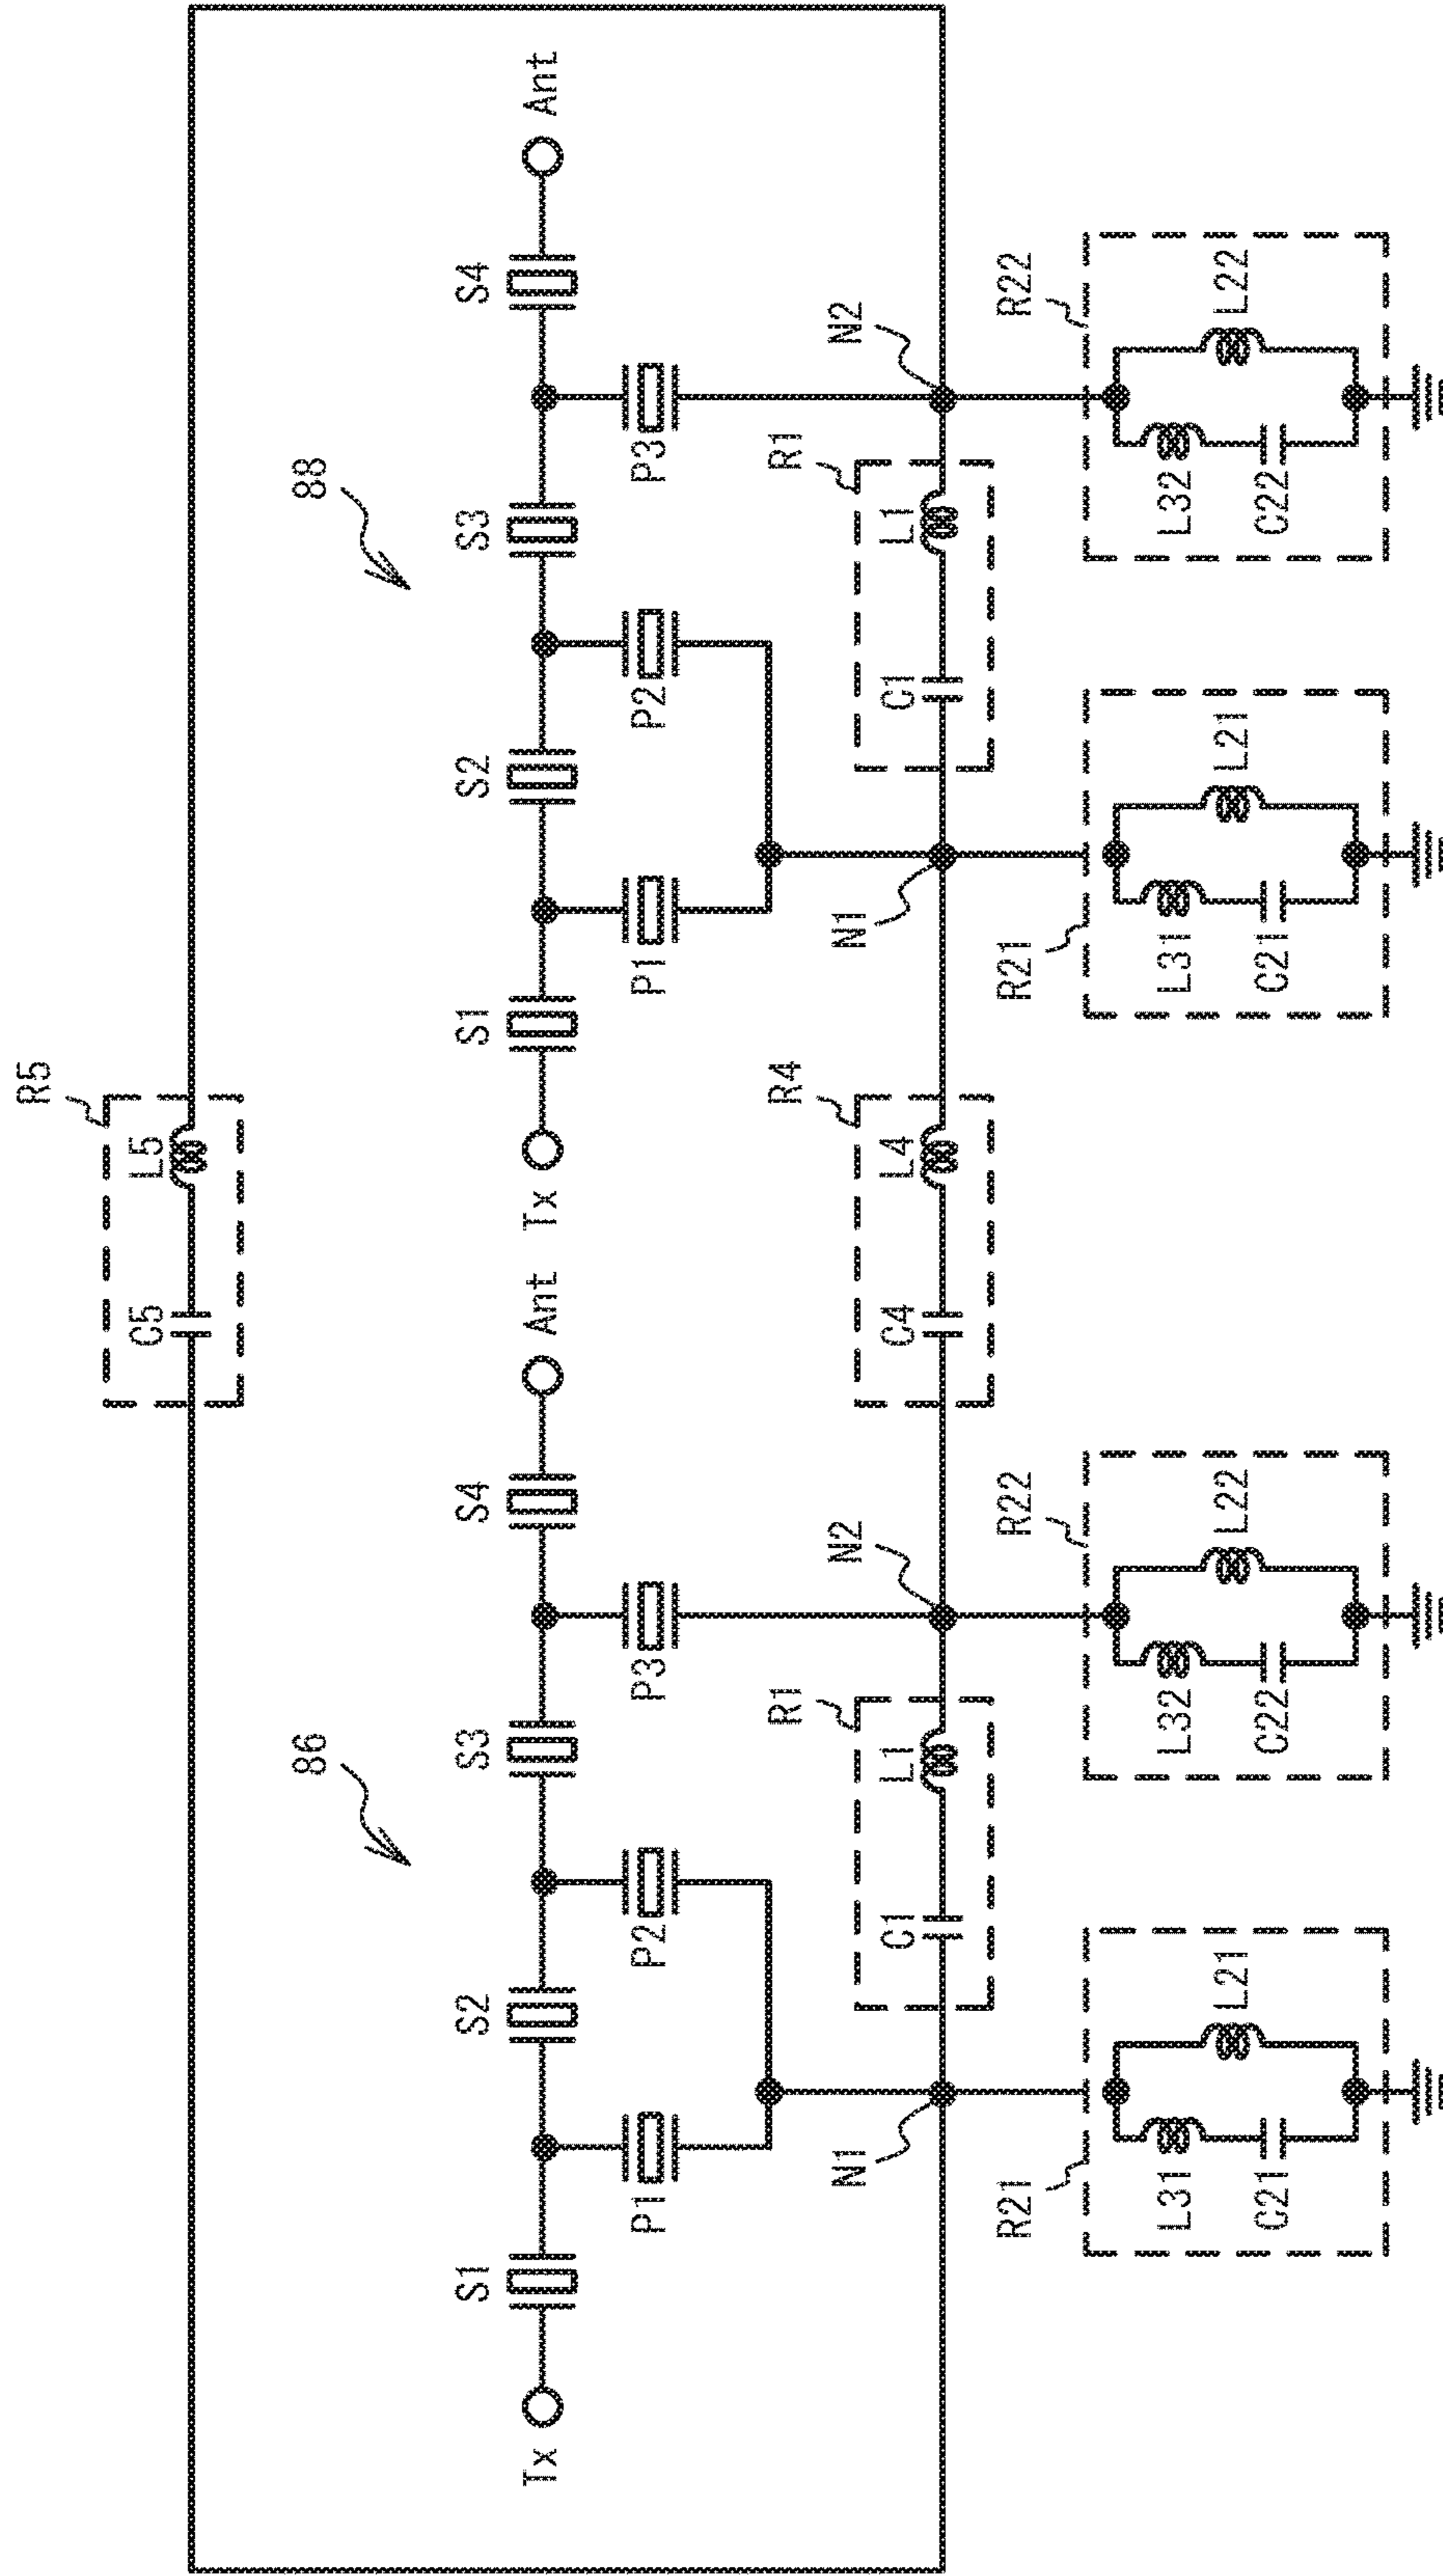 R5
C5 L5
86
88
S1 S2 S3 S4
S1 S2 S3 S4
Tx
Ant
Tx
Ant
P1 P2 P3
P1 P2 P3
N1
R1
C1 L1
N2
R4
C4 L4
N1
R1
C1 L1
N2
R21
L31 L21
C21
R22
L32 L22
C22
R21
L31 L21
C21
R22
L32 L22
C22